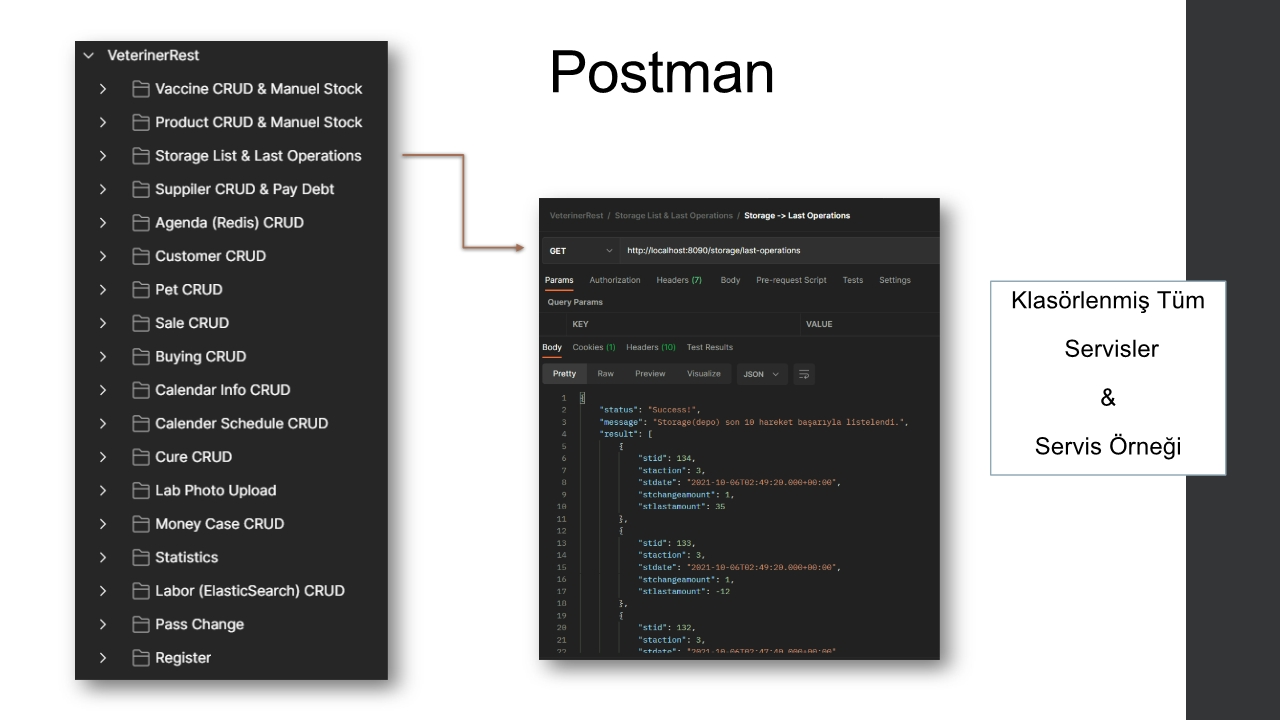 Postman
VeterinerRest
Vaccine CRUD & Manuel Stock
Product CRUD & Manuel Stock
Storage List & Last Operations
Suppiler CRUD & Pay Debt
Agenda (Redis) CRUD
Customer CRUD
Pet CRUD
Sale CRUD
Buying CRUD
Calendar Info CRUD
Calender Schedule CRUD
Cure CRUD
Lab Photo Upload
Money Case CRUD
Statistics
Labor (ElasticSearch) CRUD
Pass Change
Register
VeterinerRest / Storage List & Last Operations / Storage -> Last Operations
GET http://localhost:8090/storage/last-operations
Params Authorization Headers (7) Body Pre-request Script Tests Settings
Query Params
KEY VALUE
Body Cookies (1) Headers (10) Test Results
Pretty Raw Preview Visualize JSON
1 {
2 "status": "Success!",
3 "message": "Storage(depo) son 10 hareket başarıyla listelendi.",
4 "result": [
5 {
6 "stid": 134,
7 "staction": 3,
8 "stdate": "2021-10-06T02:49:20.000+00:00",
9 "stchangeamount": 1,
10 "stlastamount": 35
11 },
12 {
13 "stid": 133,
14 "staction": 3,
15 "stdate": "2021-10-06T02:49:20.000+00:00",
16 "stchangeamount": 1,
17 "stlastamount": -12
18 },
19 {
20 "stid": 132,
21 "staction": 3,
22 "stdate": "2021-10-06T02:47:40.000+00:00"
Klasörlenmiş Tüm
Servisler
&
Servis Örneği